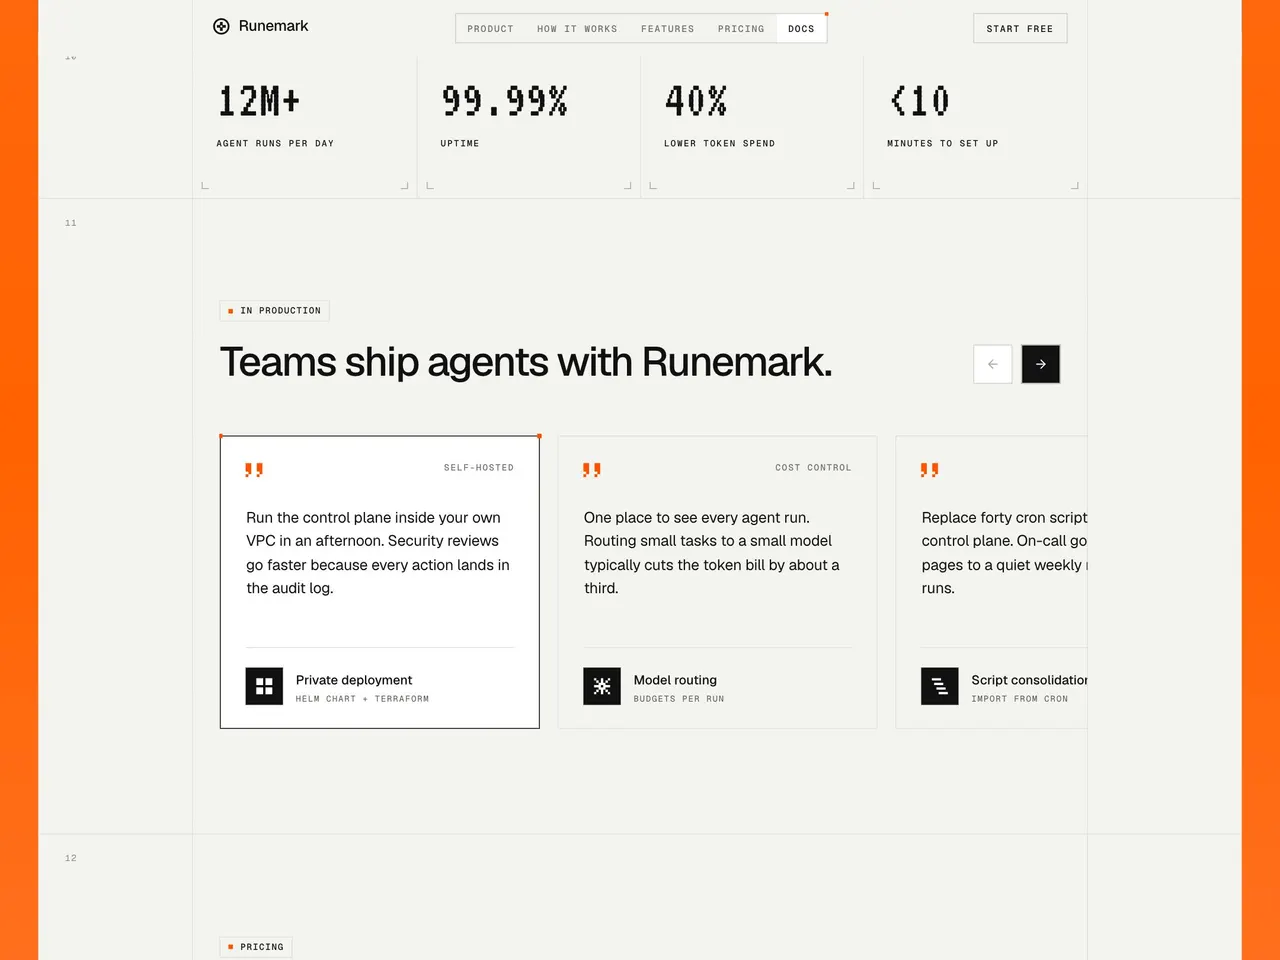 Runemark
PRODUCT HOW IT WORKS FEATURES PRICING DOCS
START FREE
12M+
AGENT RUNS PER DAY
99.99%
UPTIME
40%
LOWER TOKEN SPEND
<10
MINUTES TO SET UP
11
IN PRODUCTION
Teams ship agents with Runemark.
SELF-HOSTED
Run the control plane inside your own
VPC in an afternoon. Security reviews
go faster because every action lands in
the audit log.
Private deployment
HELM CHART + TERRAFORM
COST CONTROL
One place to see every agent run.
Routing small tasks to a small model
typically cuts the token bill by about a
third.
Model routing
BUDGETS PER RUN
Replace forty cron script
control plane. On-call go
pages to a quiet weekly
runs.
Script consolidation
IMPORT FROM CRON
12
PRICING